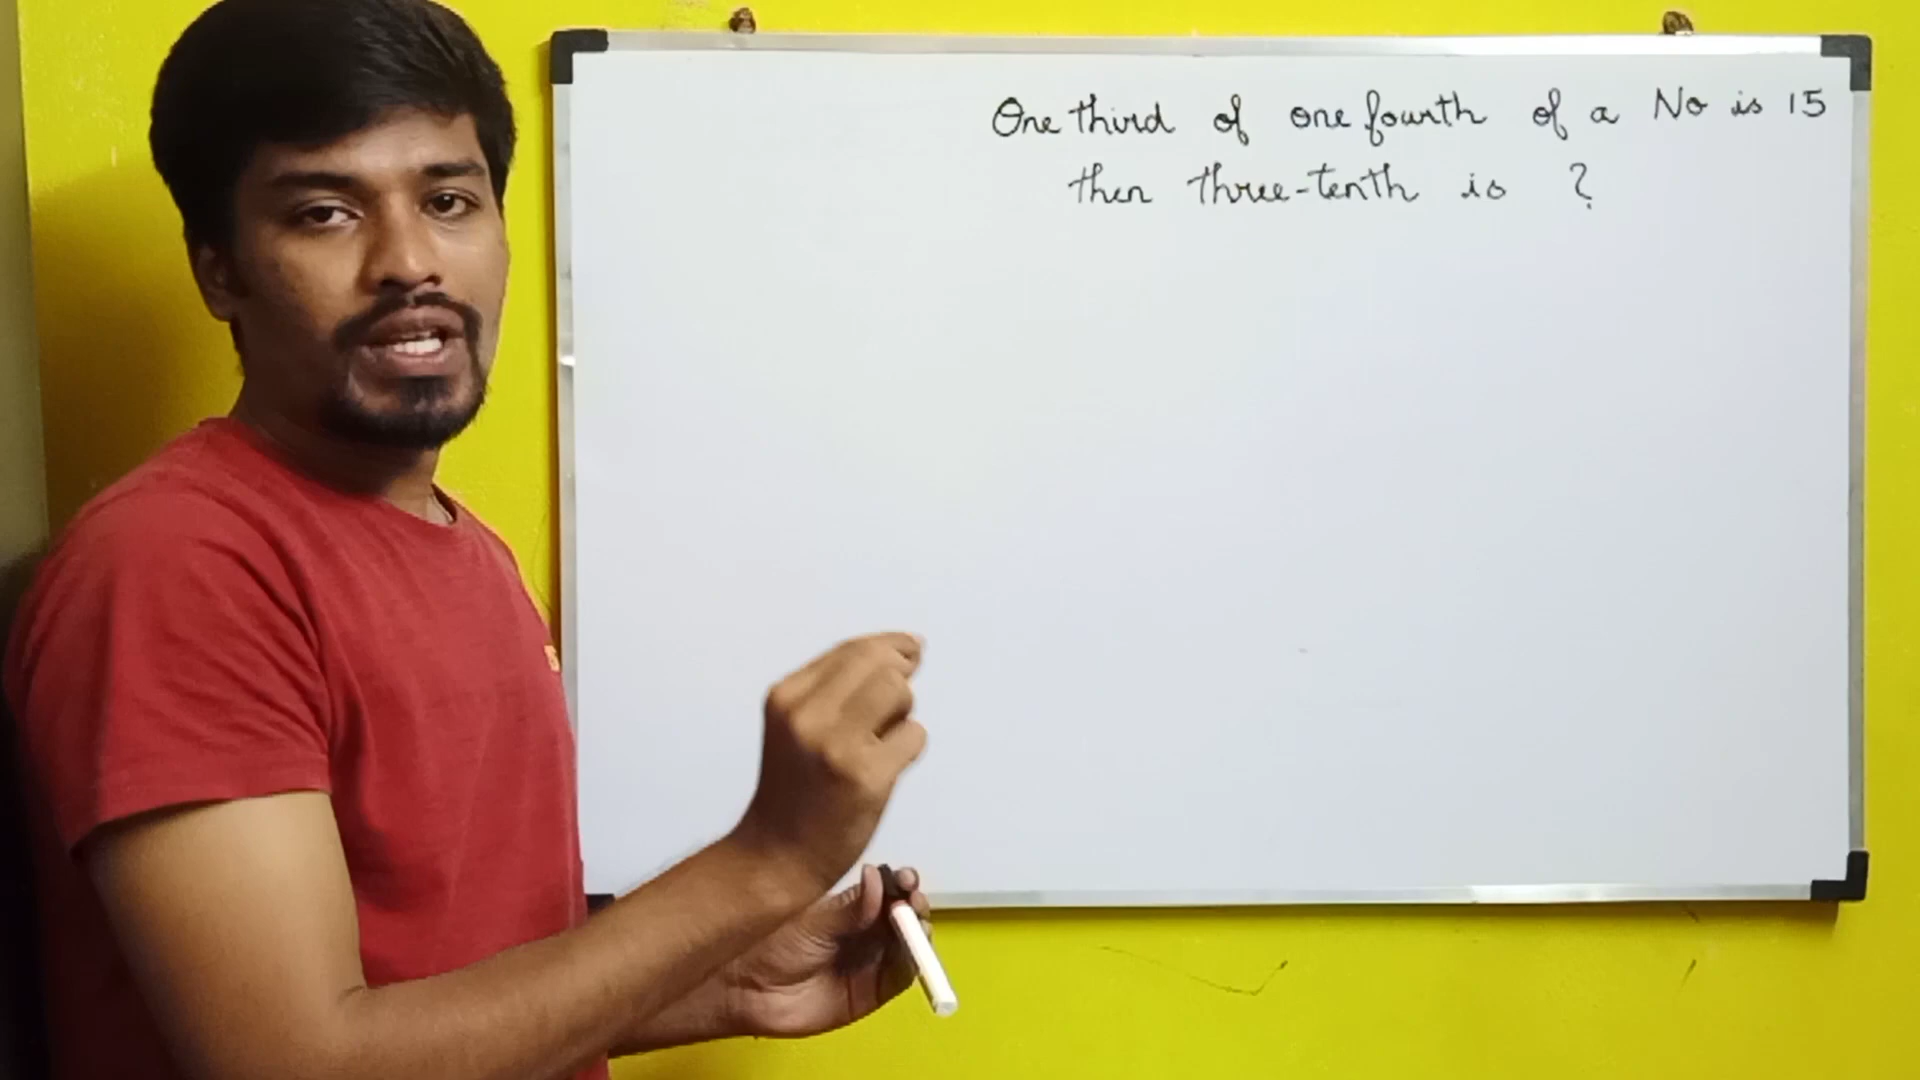 One third of one fourth of a No is 15
then three-tenth is ?